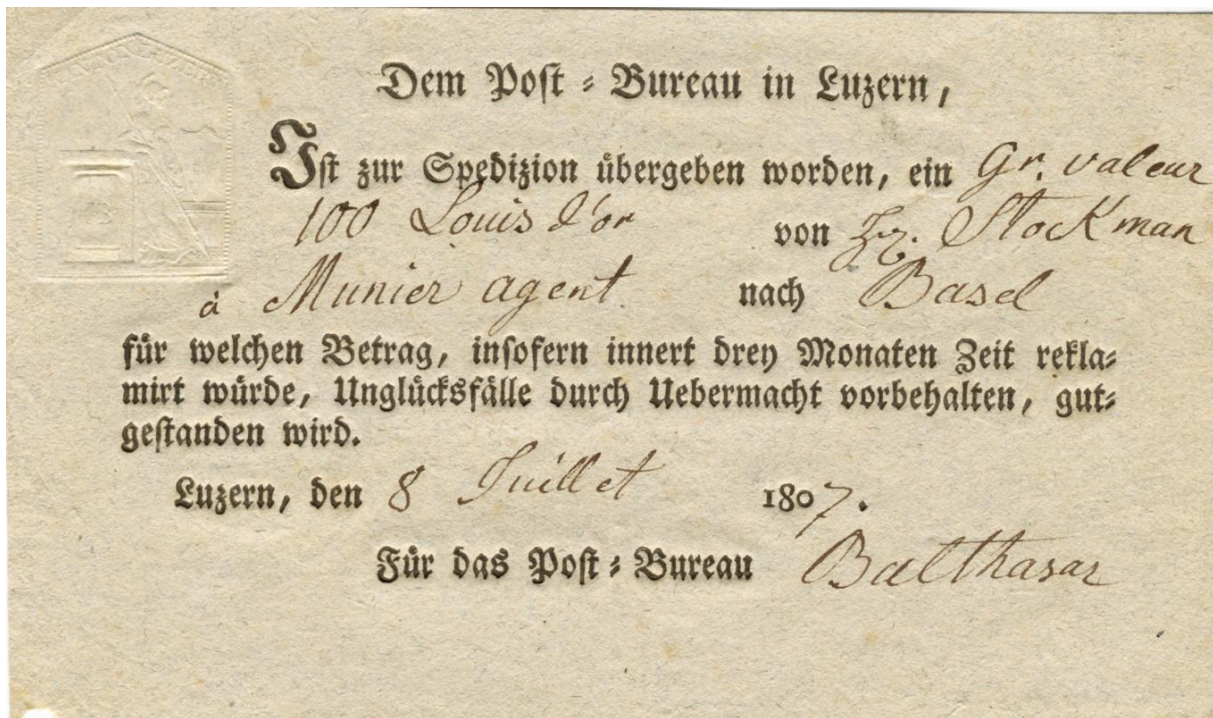 Dem Post = Bureau in Luzern,
Ist zur Spedizion übergeben worden, ein Gr. valeur
100 Louis d'or von Stockman
à Munier agent nach Basel
für welchen Betrag, insofern innert drey Monaten Zeit rekla=
mirt würde, Unglücksfälle durch Uebermacht vorbehalten, gut=
gestanden wird.
Luzern, den 8 Juillet 1807.
Für das Post = Bureau Balthasar